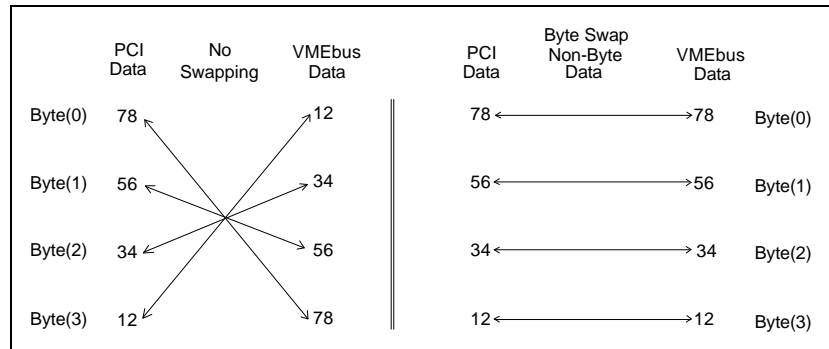 PCI Data No Swapping VMEbus Data
Byte(0) 78 12
Byte(1) 56 34
Byte(2) 34 56
Byte(3) 12 78
PCI Data Byte Swap Non-Byte Data VMEbus Data
78 78 Byte(0)
56 56 Byte(1)
34 34 Byte(2)
12 12 Byte(3)